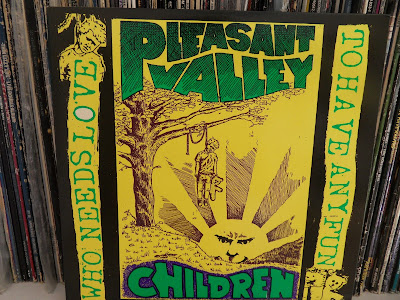 PLEASANT
VALLEY
CHILDREN
WHO NEEDS LOVE
TO HAVE ANY FUN